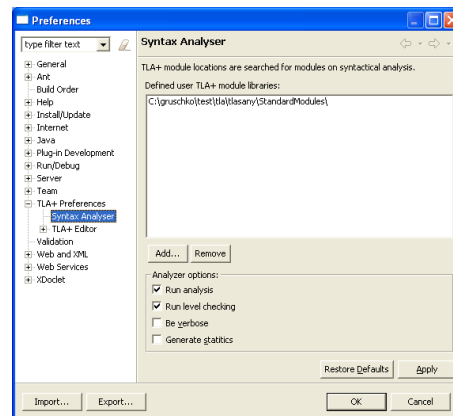 Preferences
type filter text
Syntax Analyser
General
Ant
Build Order
Help
Install/Update
Internet
Java
Plug-in Development
Run/Debug
Server
Team
TLA+ Preferences
Syntax Analyser
TLA+ Editor
Validation
Web and XML
Web Services
XDoclet
TLA+ module locations are searched for modules on syntactical analysis.
Defined user TLA+ module libraries:
C:\gruschko\test\tla\tlasany\StandardModules\
Add... Remove
Analyzer options:
Run analysis
Run level checking
Be verbose
Generate statitics
Restore Defaults Apply
Import... Export... OK Cancel